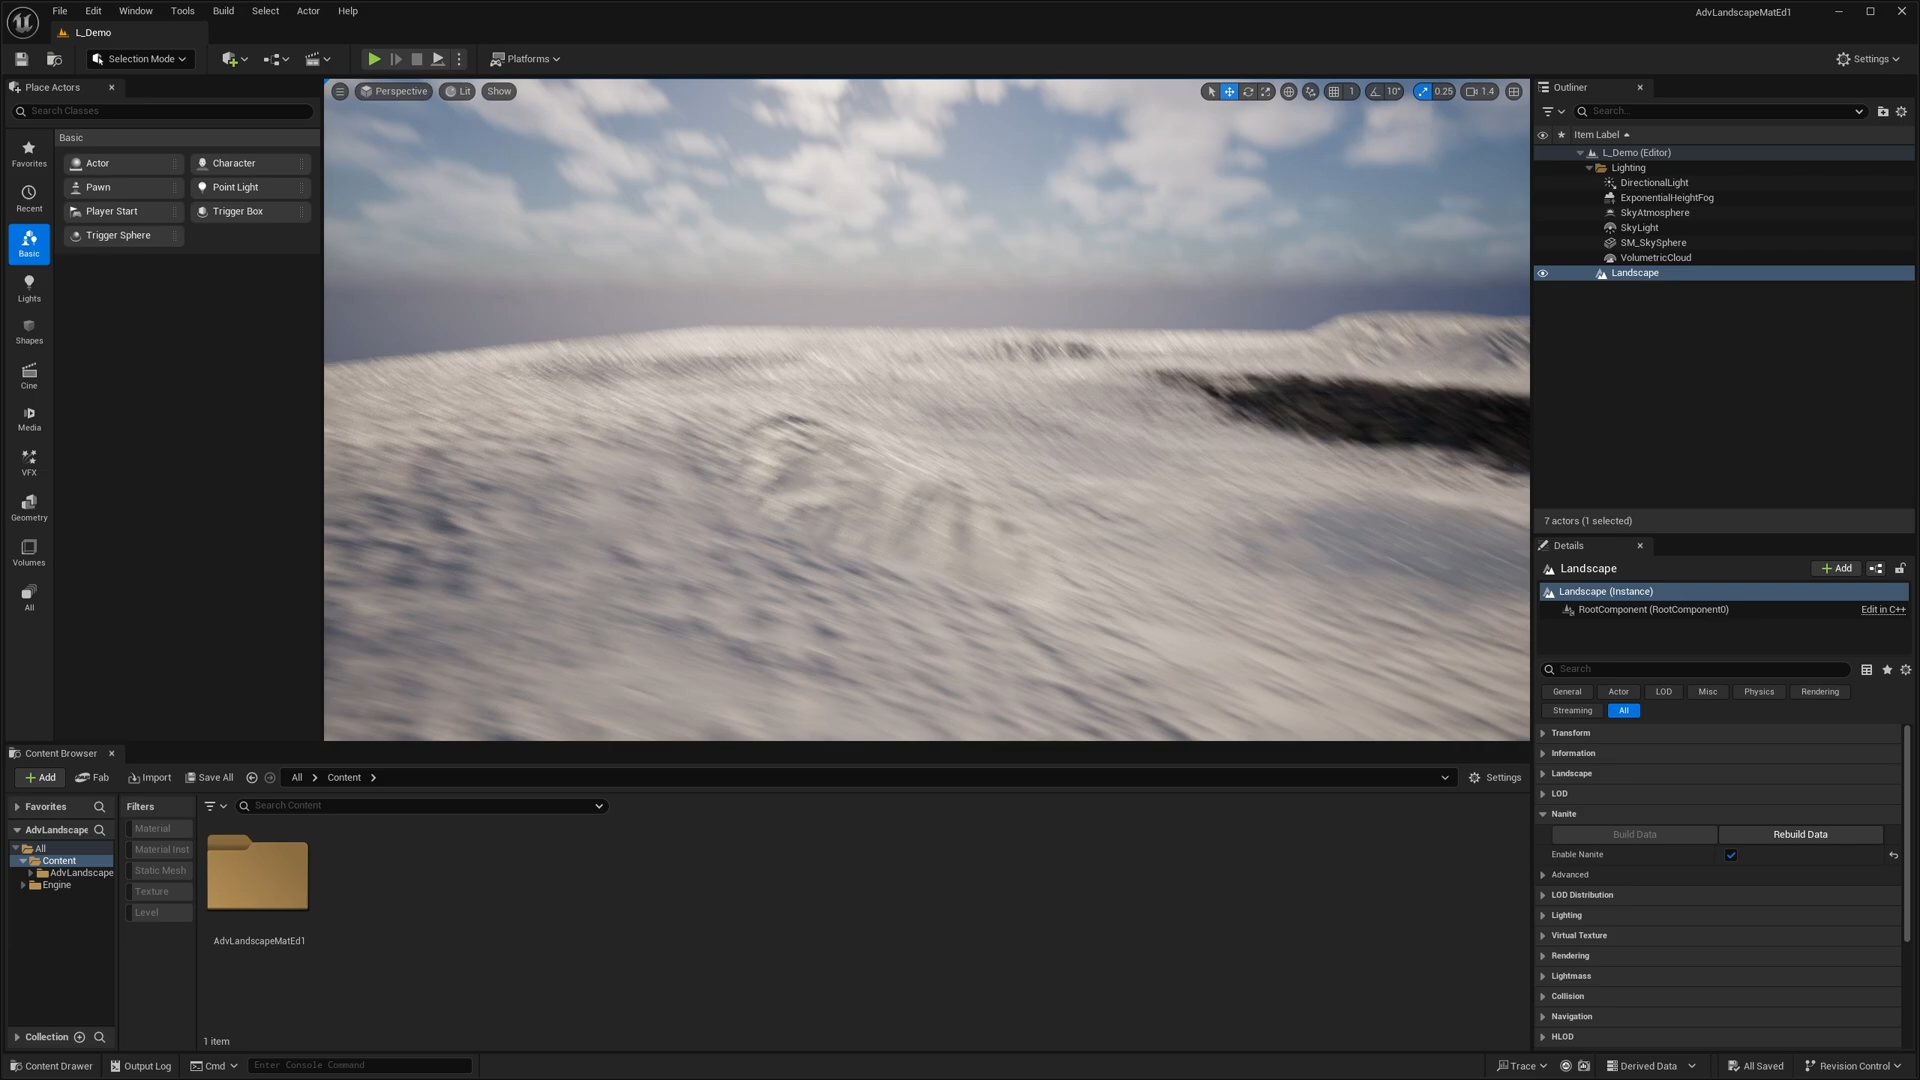 File Edit Window Tools Build Select Actor Help
AdvLandscapeMatEd1
L_Demo
Selection Mode
Platforms
Settings
Place Actors
Search Classes
Favorites
Recent
Basic
Lights
Shapes
Cine
Media
VFX
Geometry
Volumes
All
Basic
Actor
Character
Pawn
Point Light
Player Start
Trigger Box
Trigger Sphere
Perspective
Lit
Show
1
10°
0.25
1.4
Outliner
Search...
Item Label
L_Demo (Editor)
Lighting
DirectionalLight
ExponentialHeightFog
SkyAtmosphere
SkyLight
SM_SkySphere
VolumetricCloud
Landscape
7 actors (1 selected)
Details
Landscape
Add
Landscape (Instance)
RootComponent (RootComponent0)
Edit in C++
Search
General
Actor
LOD
Misc
Physics
Rendering
Streaming
All
Transform
Information
Landscape
LOD
Nanite
Build Data
Rebuild Data
Enable Nanite
Advanced
LOD Distribution
Lighting
Virtual Texture
Rendering
Lightmass
Collision
Navigation
HLOD
Content Browser
Add
Fab
Import
Save All
All
Content
Settings
Favorites
AdvLandscape
All
Content
AdvLandscape
Engine
Collection
Filters
Material
Material Inst
Static Mesh
Texture
Level
Search Content
AdvLandscapeMatEd1
1 item
Content Drawer
Output Log
Cmd
Enter Console Command
Trace
Derived Data
All Saved
Revision Control